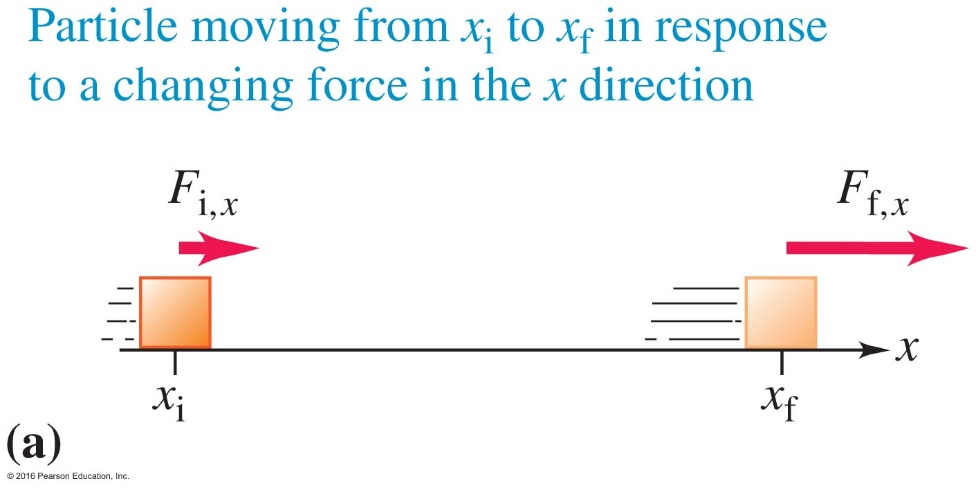 Particle moving from xi to xf in response
to a changing force in the x direction
Fi,x
Ff,x
x
xi
xf
(a)
© 2016 Pearson Education, Inc.